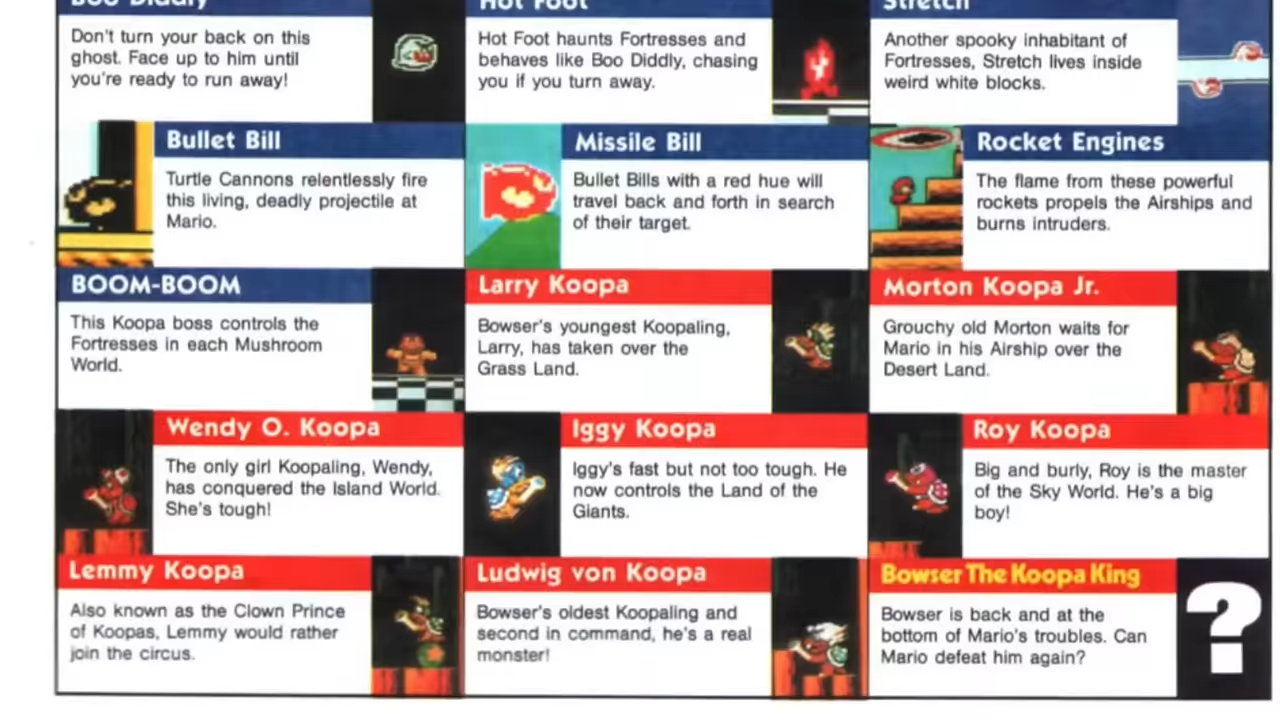 Boo Diddly
Don't turn your back on this
ghost. Face up to him until
you're ready to run away!
Hot Foot
Hot Foot haunts Fortresses and
behaves like Boo Diddly, chasing
you if you turn away.
Stretch
Another spooky inhabitant of
Fortresses, Stretch lives inside
weird white blocks.
Bullet Bill
Turtle Cannons relentlessly fire
this living, deadly projectile at
Mario.
Missile Bill
Bullet Bills with a red hue will
travel back and forth in search
of their target.
Rocket Engines
The flame from these powerful
rockets propels the Airships and
burns intruders.
BOOM-BOOM
This Koopa boss controls the
Fortresses in each Mushroom
World.
Larry Koopa
Bowser's youngest Koopaling,
Larry, has taken over the
Grass Land.
Morton Koopa Jr.
Grouchy old Morton waits for
Mario in his Airship over the
Desert Land.
Wendy O. Koopa
The only girl Koopaling, Wendy,
has conquered the Island World.
She's tough!
Iggy Koopa
Iggy's fast but not too tough. He
now controls the Land of the
Giants.
Roy Koopa
Big and burly, Roy is the master
of the Sky World. He's a big
boy!
Lemmy Koopa
Also known as the Clown Prince
of Koopas, Lemmy would rather
join the circus.
Ludwig von Koopa
Bowser's oldest Koopaling and
second in command, he's a real
monster!
Bowser The Koopa King
Bowser is back and at the
bottom of Mario's troubles. Can
Mario defeat him again?
?